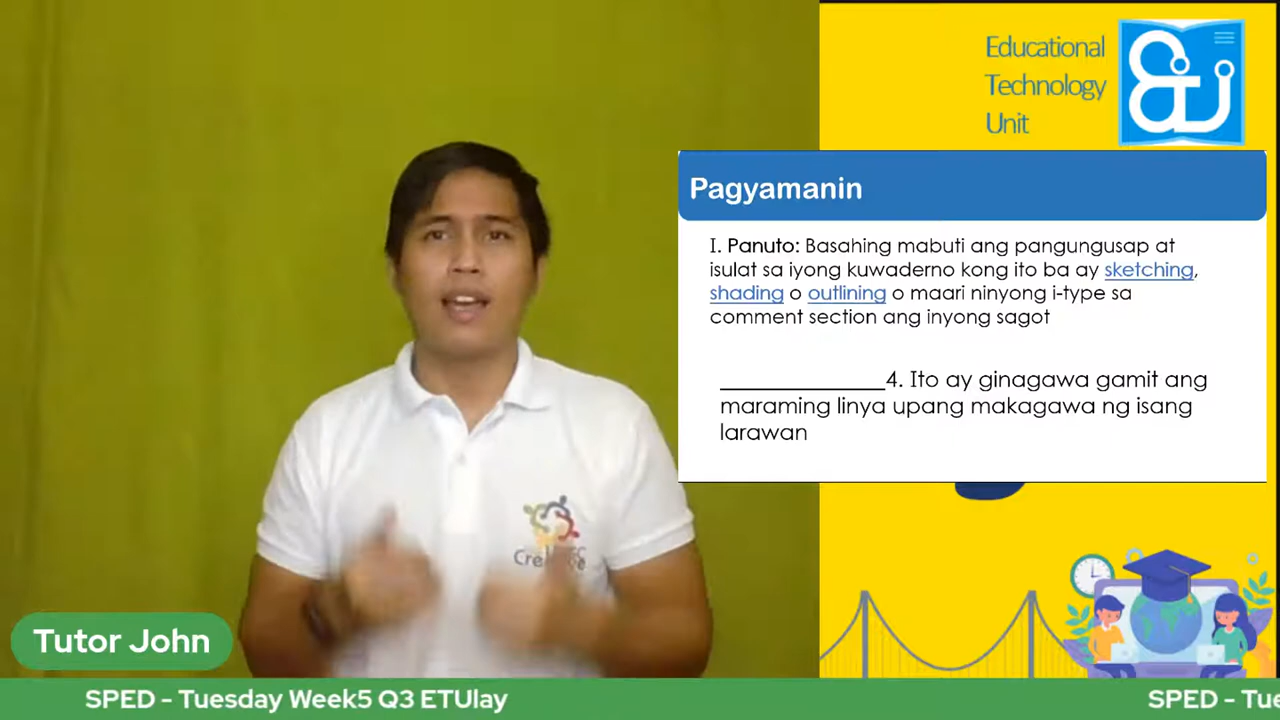 Educational
Technology
Unit
Pagyamanin
I. Panuto: Basahing mabuti ang pangungusap at
isulat sa iyong kuwaderno kong ito ba ay sketching,
shading o outlining o maari ninyong i-type sa
comment section ang inyong sagot
_______________4. Ito ay ginagawa gamit ang
maraming linya upang makagawa ng isang
larawan
Tutor John
SPED - Tuesday Week5 Q3 ETUlay
SPED - Tue